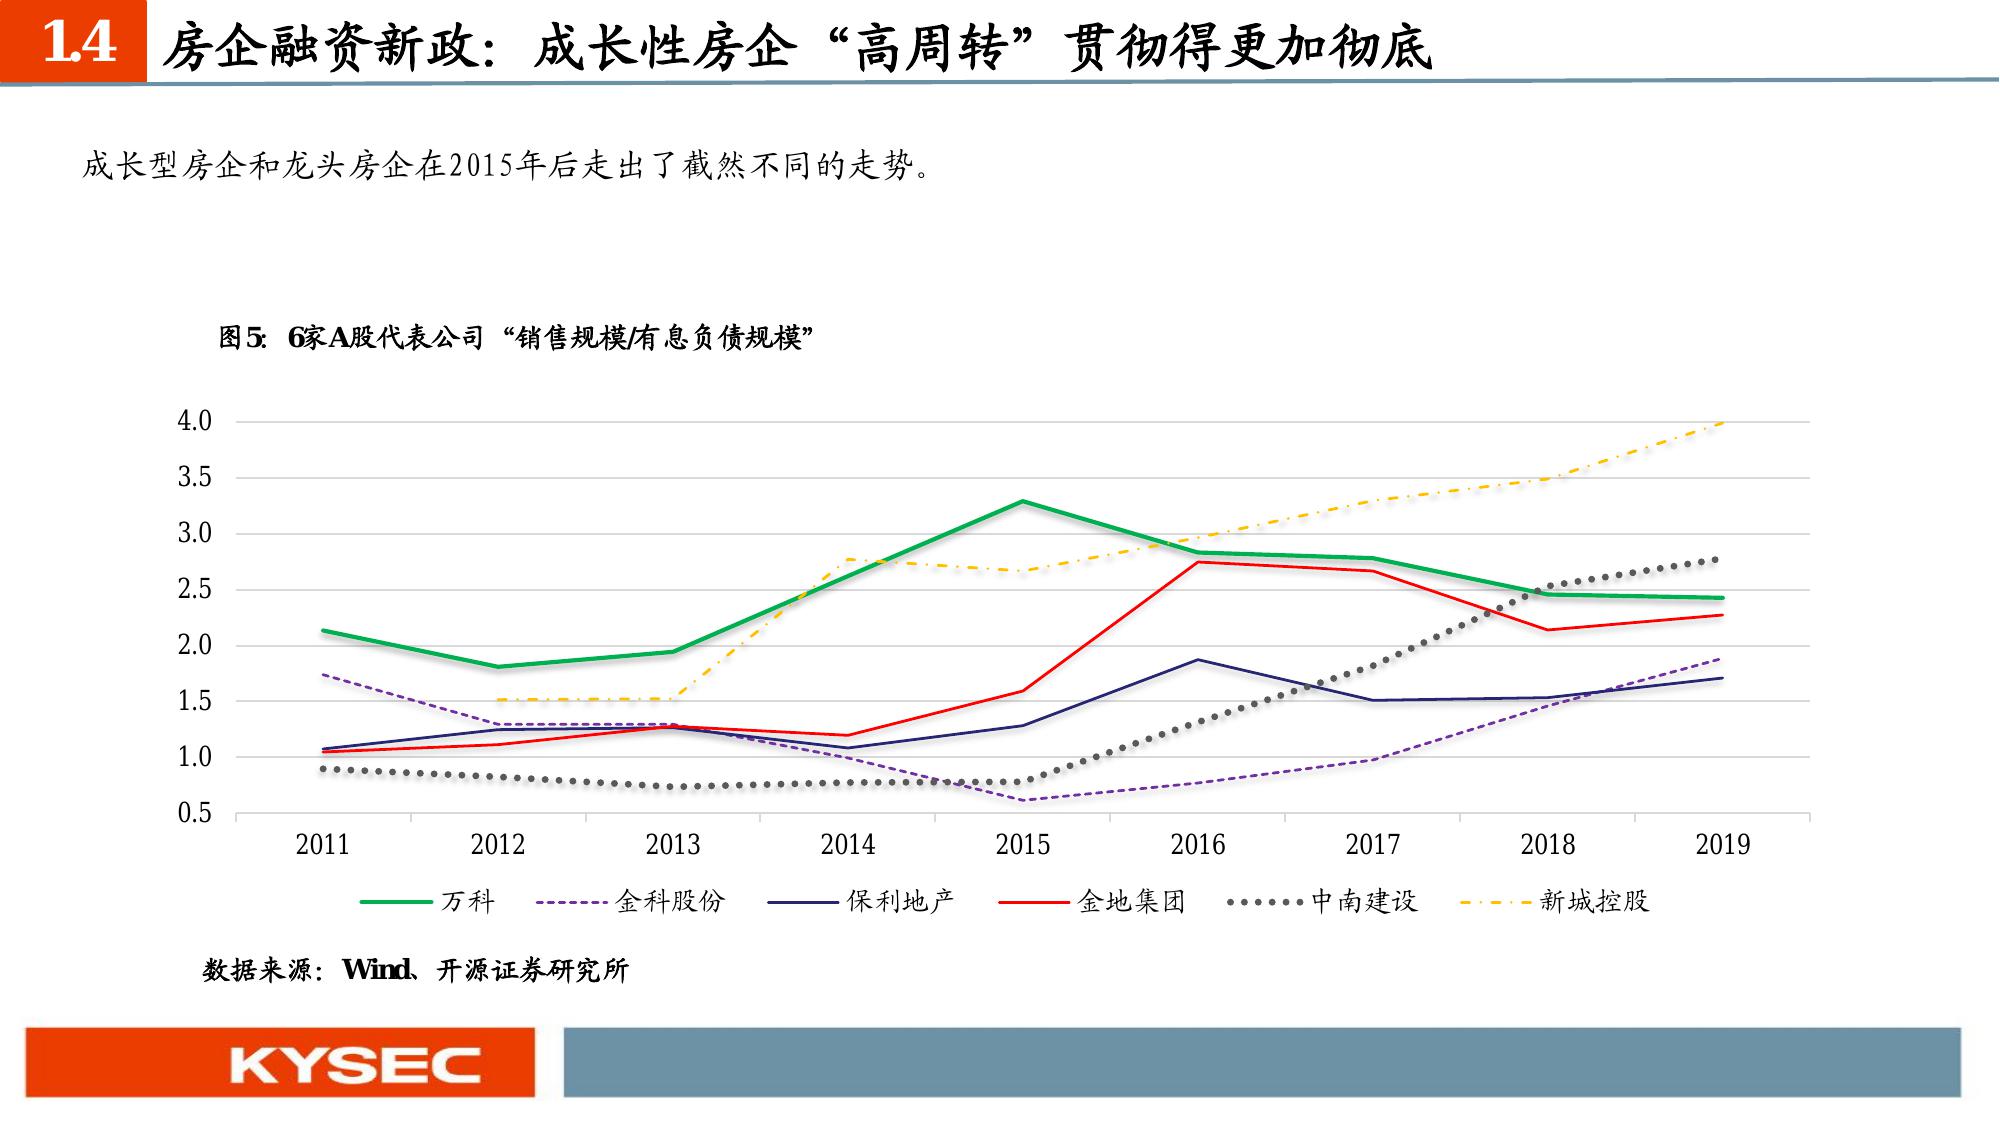 1.4 房企融资新政：成长性房企“高周转”贯彻得更加彻底
成长型房企和龙头房企在2015年后走出了截然不同的走势。
图5：6家A股代表公司“销售规模/有息负债规模”
4.0
3.5
3.0
2.5
2.0
1.5
1.0
0.5
2011 2012 2013 2014 2015 2016 2017 2018 2019
万科 金科股份 保利地产 金地集团 中南建设 新城控股
数据来源：Wind、开源证券研究所
KYSEC